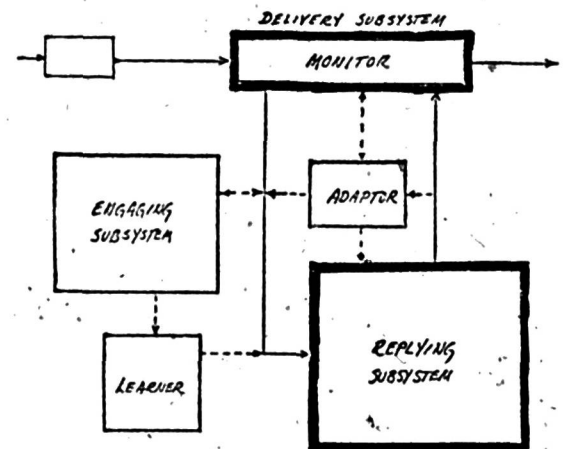 DELIVERY SUBSYSTEM
MONITOR
ADAPTOR
ENGAGING
SUBSYSTEM
REPLYING
SUBSYSTEM
LEARNER